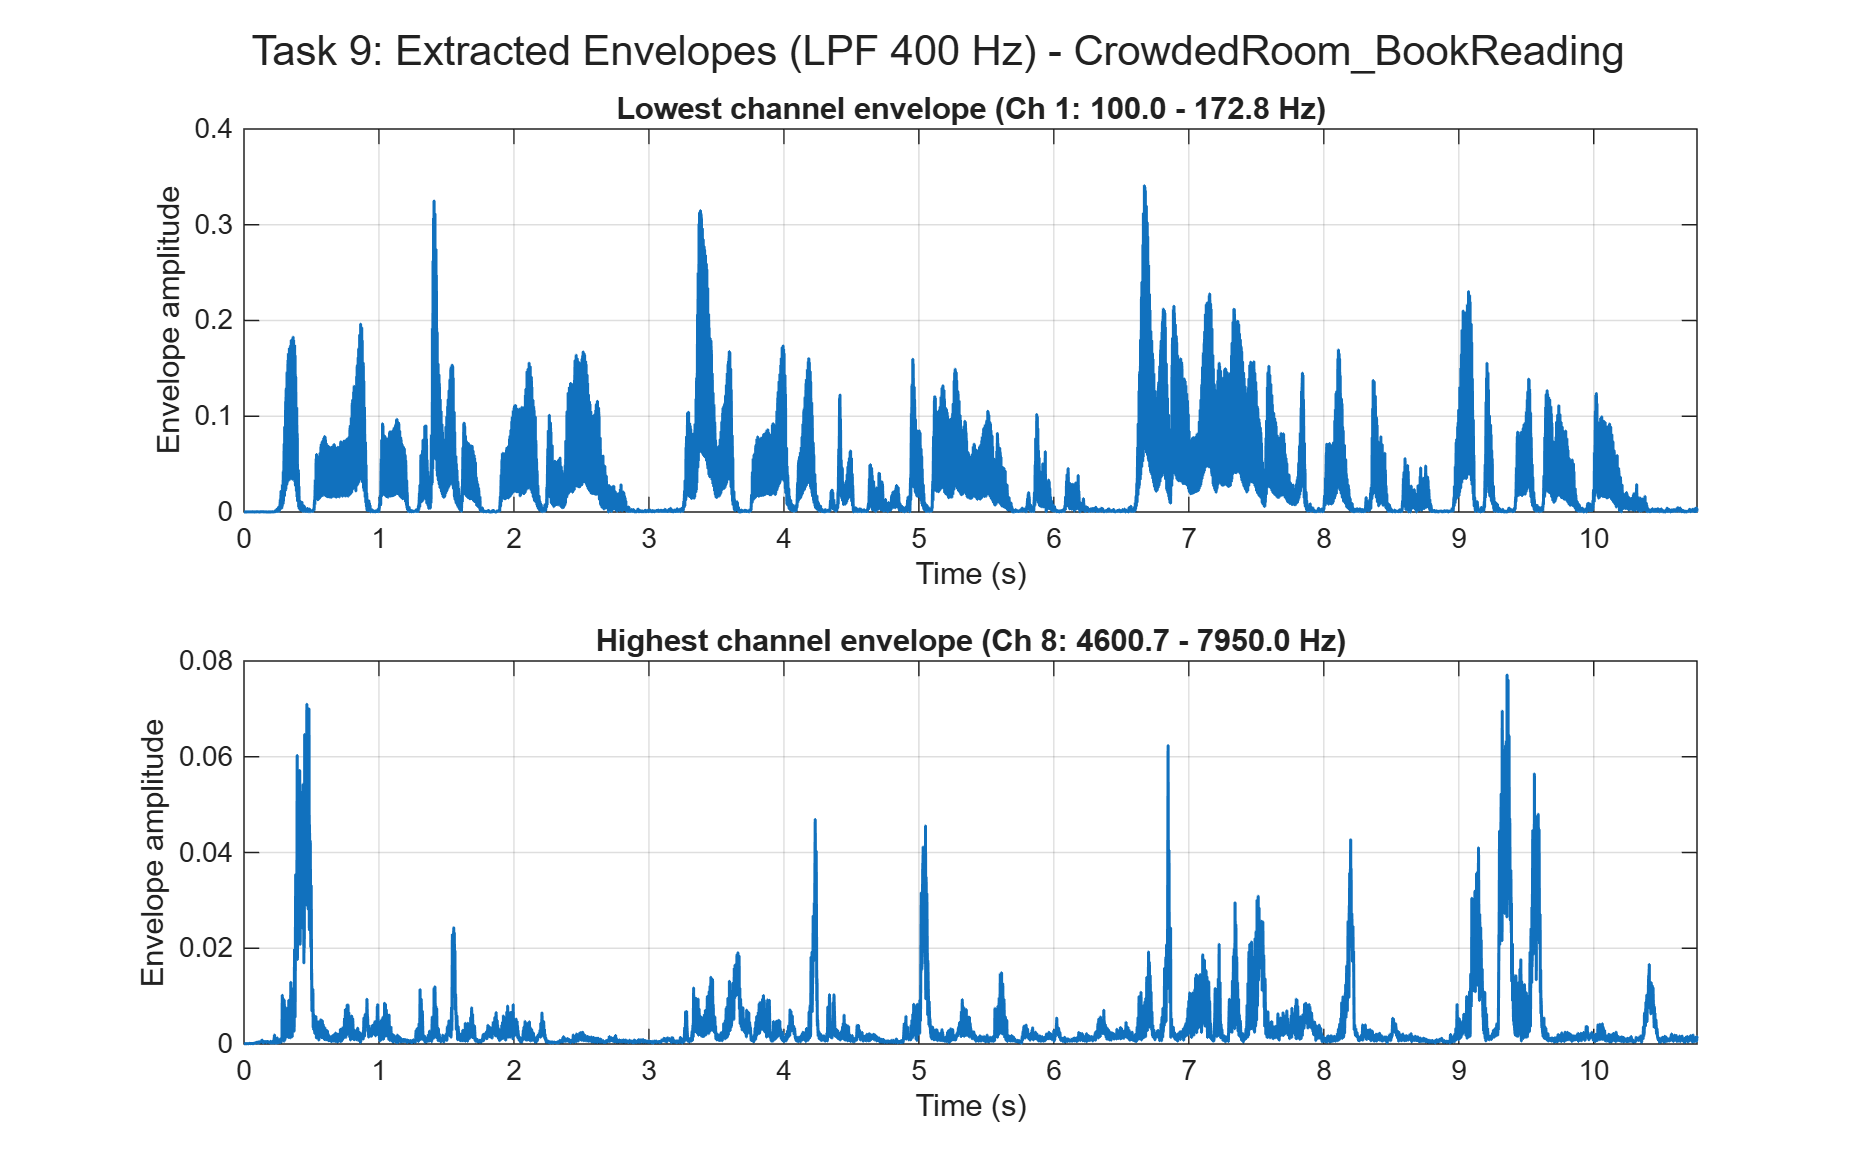 Task 9: Extracted Envelopes (LPF 400 Hz) - CrowdedRoom_BookReading
Lowest channel envelope (Ch 1: 100.0 - 172.8 Hz)
Envelope amplitude
0.4
0.3
0.2
0.1
0
0 1 2 3 4 5 6 7 8 9 10
Time (s)
Highest channel envelope (Ch 8: 4600.7 - 7950.0 Hz)
Envelope amplitude
0.08
0.06
0.04
0.02
0
0 1 2 3 4 5 6 7 8 9 10
Time (s)